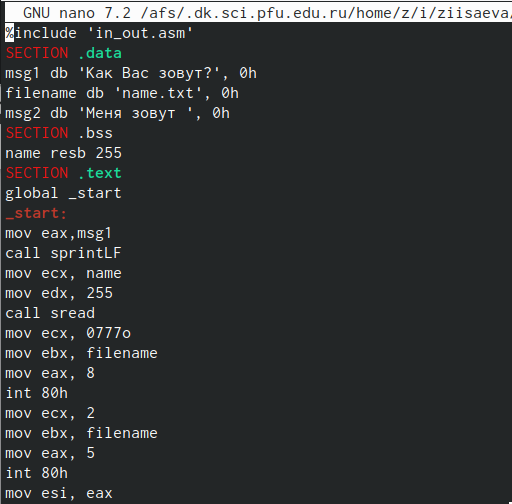 GNU nano 7.2 /afs/.dk.sci.pfu.edu.ru/home/z/i/ziisaeva/
%include 'in_out.asm'
SECTION .data
msg1 db 'Как Вас зовут?', 0h
filename db 'name.txt', 0h
msg2 db 'Меня зовут ', 0h
SECTION .bss
name resb 255
SECTION .text
global _start
_start:
mov eax,msg1
call sprintLF
mov ecx, name
mov edx, 255
call sread
mov ecx, 0777o
mov ebx, filename
mov eax, 8
int 80h
mov ecx, 2
mov ebx, filename
mov eax, 5
int 80h
mov esi, eax